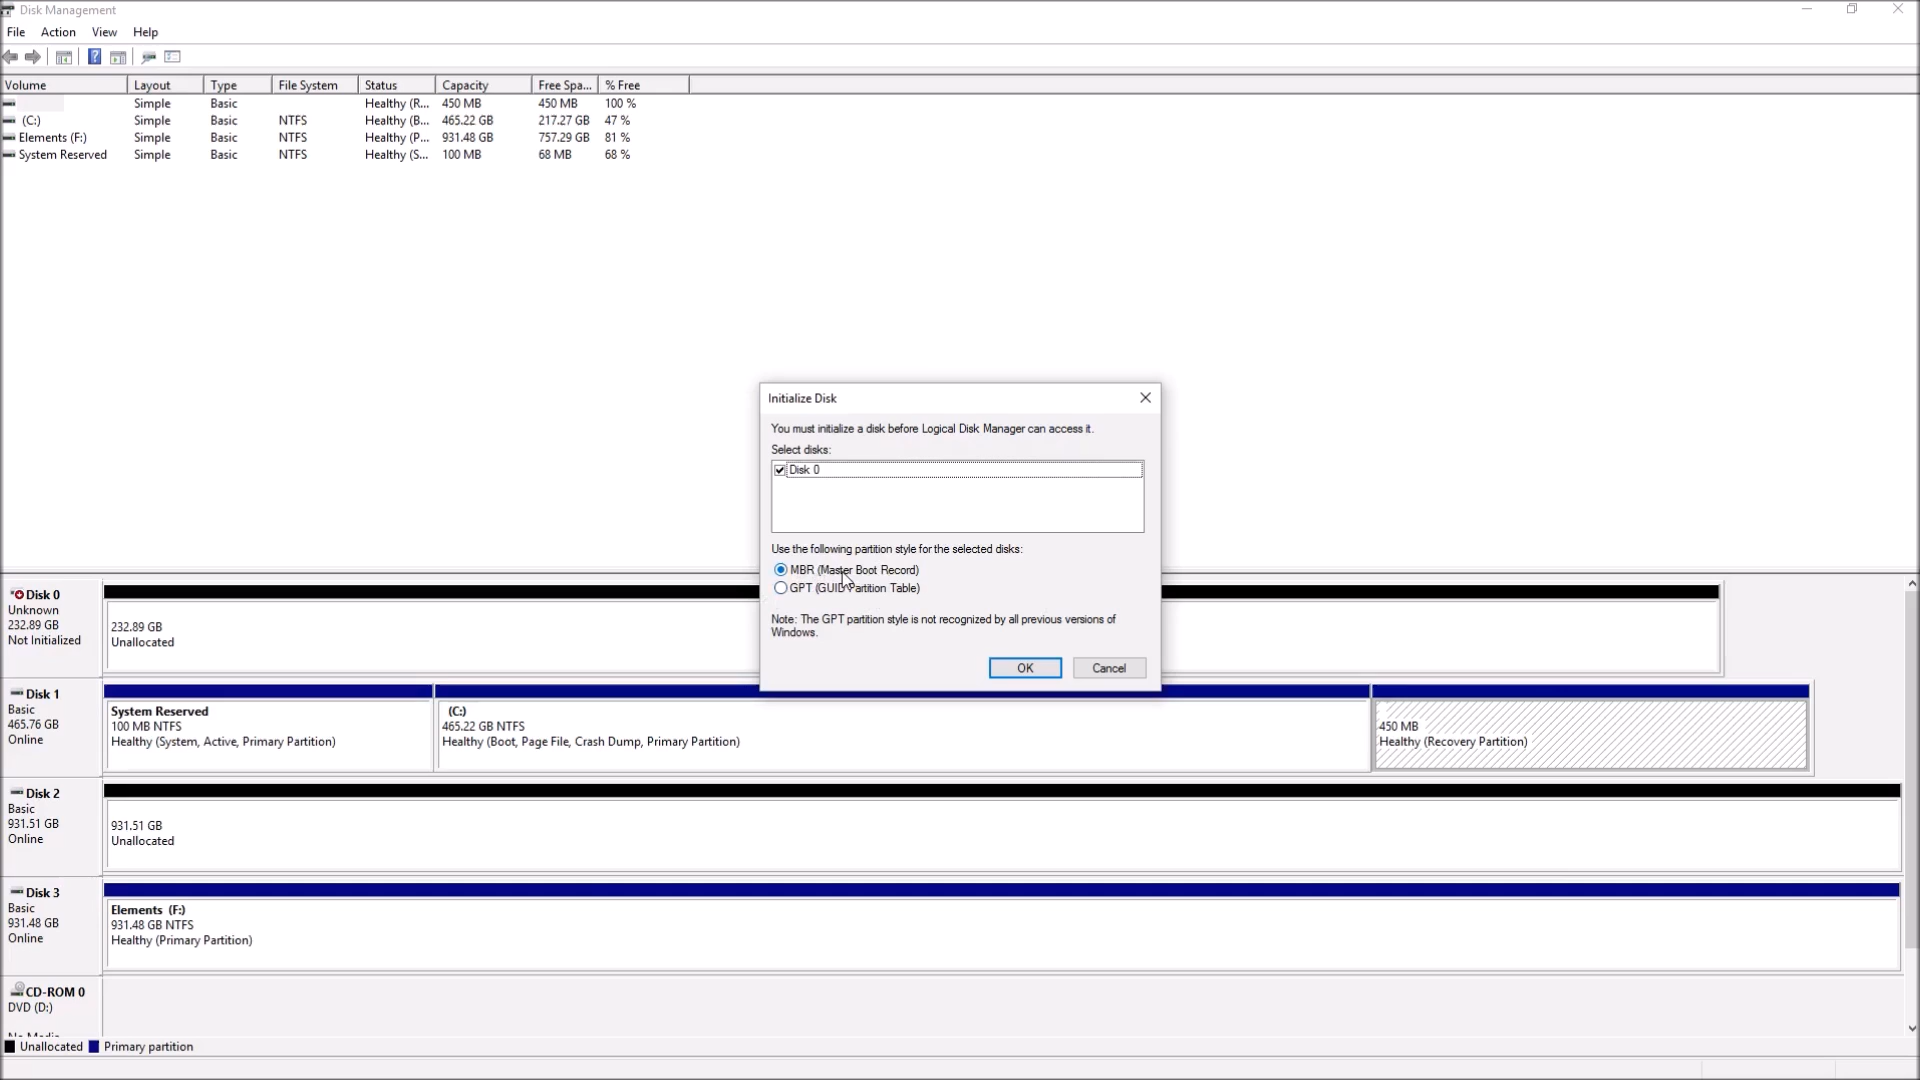 Disk Management
File Action View Help
Volume Layout Type File System Status Capacity Free Spa... % Free
Simple Basic Healthy (R... 450 MB 450 MB 100 %
(C:) Simple Basic NTFS Healthy (B... 465.22 GB 217.27 GB 47 %
Elements (F:) Simple Basic NTFS Healthy (P... 931.48 GB 757.29 GB 81 %
System Reserved Simple Basic NTFS Healthy (S... 100 MB 68 MB 68 %
Initialize Disk
You must initialize a disk before Logical Disk Manager can access it.
Select disks:
Disk 0
Use the following partition style for the selected disks:
MBR (Master Boot Record)
GPT (GUID Partition Table)
Note: The GPT partition style is not recognized by all previous versions of
Windows.
OK Cancel
Disk 0
Unknown
232.89 GB
Not Initialized
232.89 GB
Unallocated
Disk 1
Basic
465.76 GB
Online
System Reserved
100 MB NTFS
Healthy (System, Active, Primary Partition)
(C:)
465.22 GB NTFS
Healthy (Boot, Page File, Crash Dump, Primary Partition)
450 MB
Healthy (Recovery Partition)
Disk 2
Basic
931.51 GB
Online
931.51 GB
Unallocated
Disk 3
Basic
931.48 GB
Online
Elements (F:)
931.48 GB NTFS
Healthy (Primary Partition)
CD-ROM 0
DVD (D:)
No Media
Unallocated Primary partition